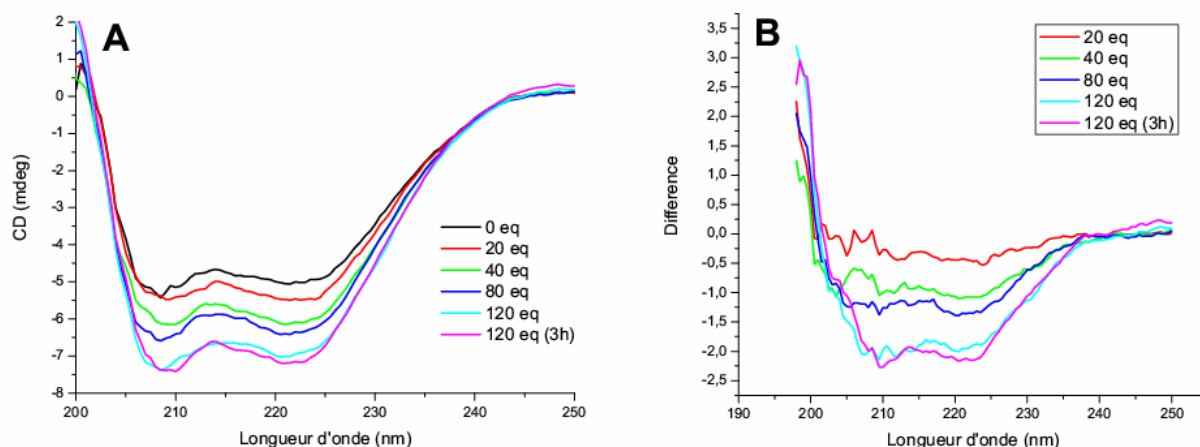 A
CD (mdeg)
2
1
0
-1
-2
-3
-4
-5
-6
-7
-8
200
210
220
230
240
250
Longueur d'onde (nm)
0 eq
20 eq
40 eq
80 eq
120 eq
120 eq (3h)
B
Difference
3,5
3,0
2,5
2,0
1,5
1,0
0,5
0,0
-0,5
-1,0
-1,5
-2,0
-2,5
190
200
210
220
230
240
250
Longueur d'onde (nm)
20 eq
40 eq
80 eq
120 eq
120 eq (3h)